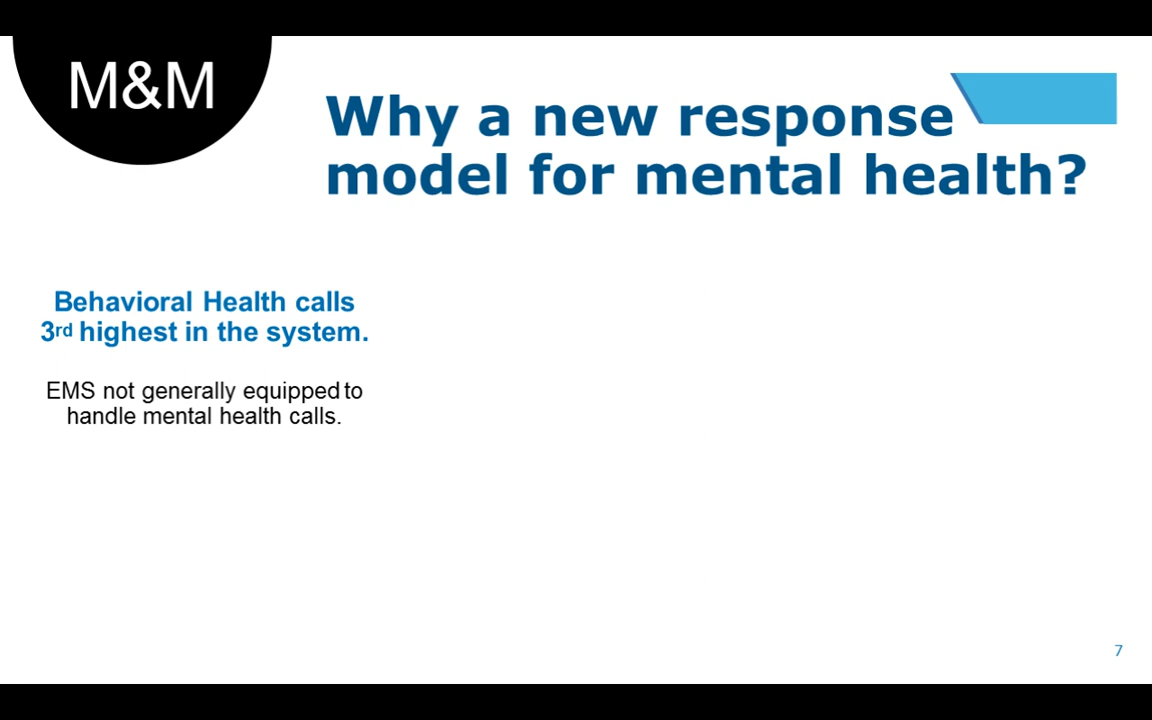 M&M
Why a new response
model for mental health?
Behavioral Health calls
3rd highest in the system.
EMS not generally equipped to
handle mental health calls.
7